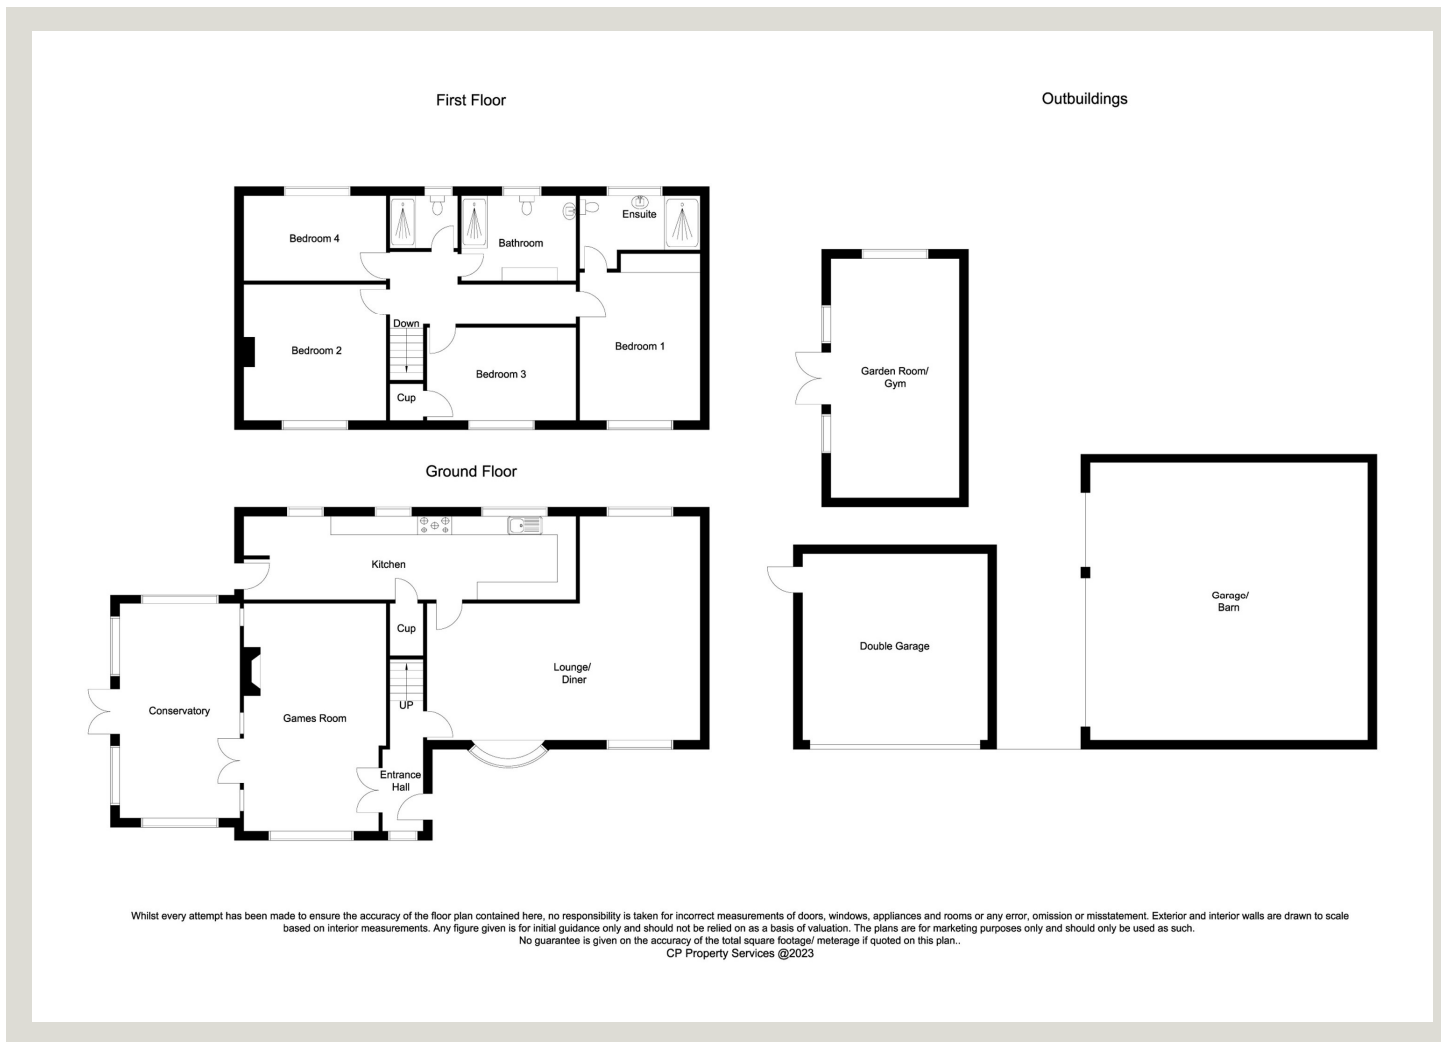 First Floor
Outbuildings
Bedroom 4
Bathroom
Ensuite
Down
Bedroom 2
Bedroom 3
Bedroom 1
Cup
Garden Room/
Gym
Ground Floor
Kitchen
Cup
Lounge/
Diner
UP
Conservatory
Games Room
Entrance
Hall
Double Garage
Garage/
Barn
Whilst every attempt has been made to ensure the accuracy of the floor plan contained here, no responsibility is taken for incorrect measurements of doors, windows, appliances and rooms or any error, omission or misstatement. Exterior and interior walls are drawn to scale
based on interior measurements. Any figure given is for initial guidance only and should not be relied on as a basis of valuation. The plans are for marketing purposes only and should only be used as such.
No guarantee is given on the accuracy of the total square footage/ meterage if quoted on this plan..
CP Property Services @2023